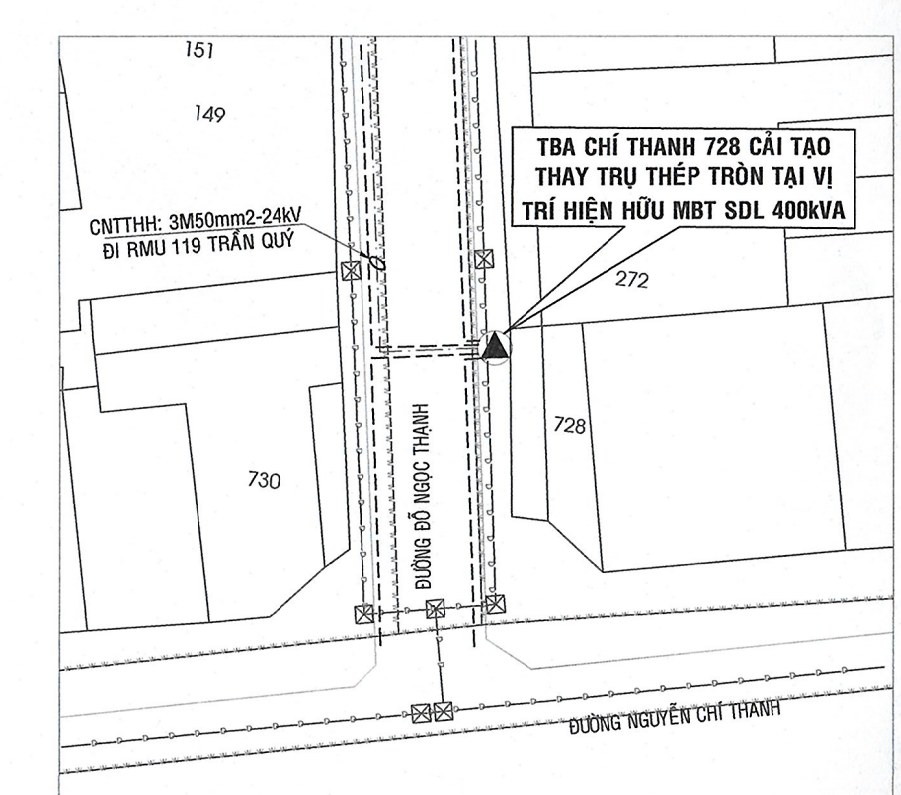 151
149
TBA CHÍ THANH 728 CẢI TẠO
THAY TRỤ THÉP TRÒN TẠI VỊ
TRÍ HIỆN HỮU MBT SDL 400kVA
CNTTHH: 3M50mm2-24kV
ĐI RMU 119 TRẦN QUÝ
272
728
730
ĐƯỜNG ĐỖ NGỌC THẠNH
ĐƯỜNG NGUYỄN CHÍ THANH